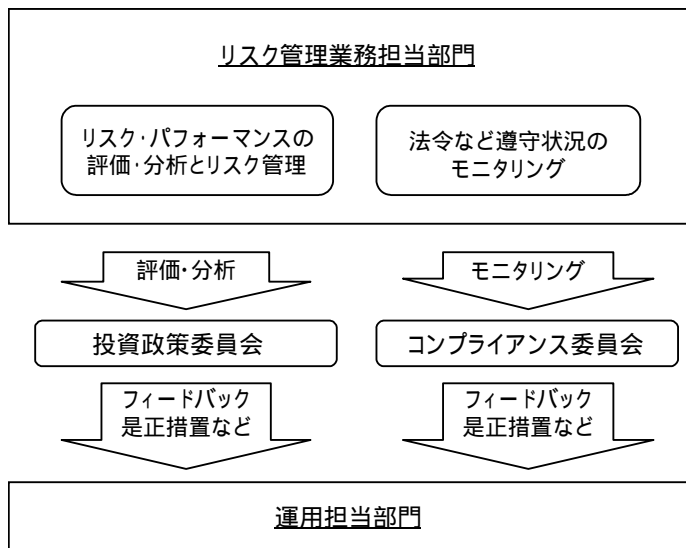 リスク管理業務担当部門
リスク・パフォーマンスの
評価・分析とリスク管理
法令など遵守状況の
モニタリング
評価・分析
モニタリング
投資政策委員会
コンプライアンス委員会
フィードバック
是正措置など
フィードバック
是正措置など
運用担当部門